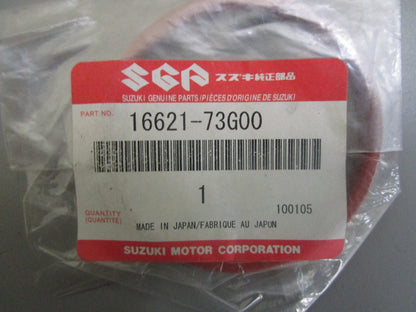 SGP スズキ純正部品
SUZUKI GENUINE PARTS (PIÈCES D'ORIGINE DE SUZUKI)
PART NO. 16621-73G00
1
QUANTITY
(QUANTITÉ)
100105
MADE IN JAPAN/FABRIQUE AU JAPON
SUZUKI MOTOR CORPORATION